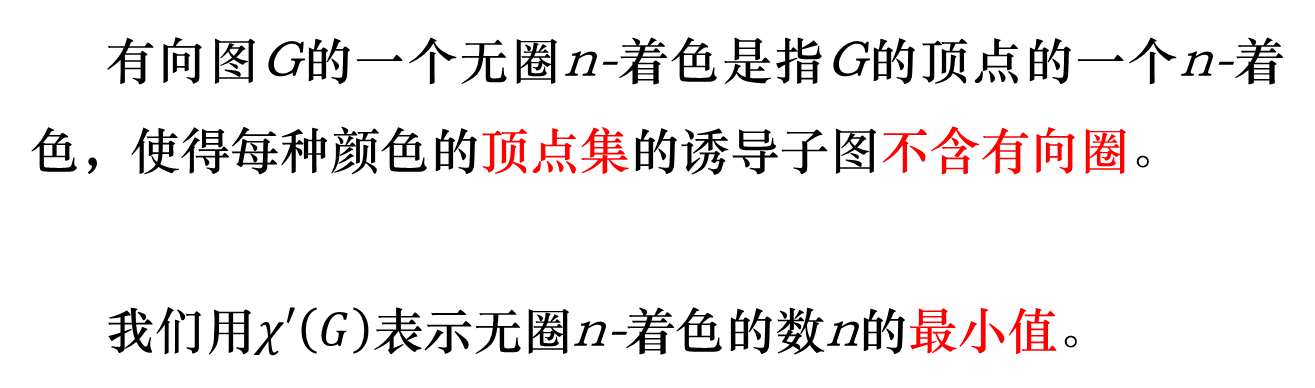 有向图G的一个无圈n-着色是指G的顶点的一个n-着
色，使得每种颜色的顶点集的诱导子图不含有向圈。
我们用χ′(G)表示无圈n-着色的数n的最小值。